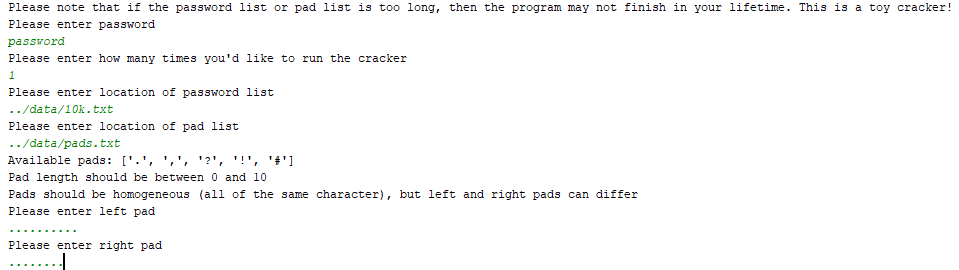 Please note that if the password list or pad list is too long, then the program may not finish in your lifetime. This is a toy cracker!
Please enter password
password
Please enter how many times you'd like to run the cracker
1
Please enter location of password list
../data/10k.txt
Please enter location of pad list
../data/pads.txt
Available pads: ['.', ',', '?', '!', '#']
Pad length should be between 0 and 10
Pads should be homogeneous (all of the same character), but left and right pads can differ
Please enter left pad
..........
Please enter right pad
........